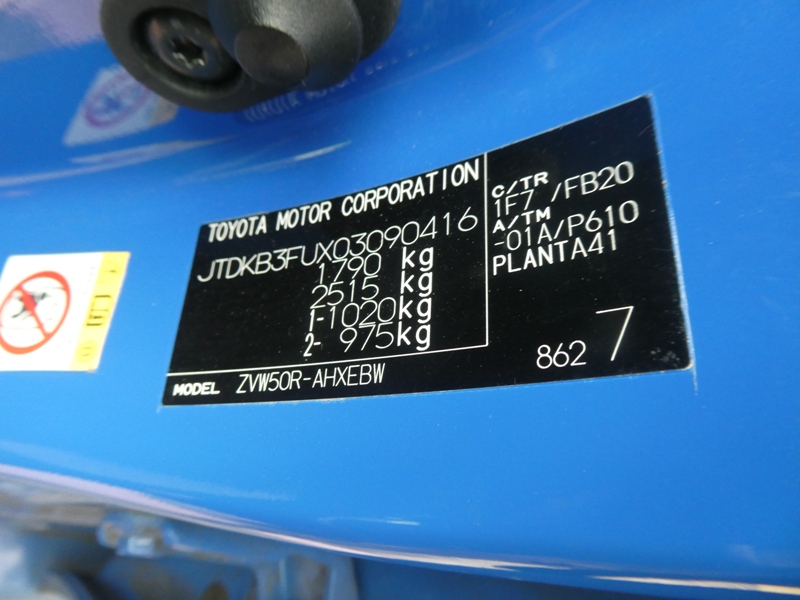 TOYOTA MOTOR CORPORATION
JTDKB3FUX03090416
1790 kg
2515 kg
1-1020kg
2- 975kg
MODEL ZVW50R-AHXEBW
C/TR
1F7 /FB20
A/TM
-01A/P610
PLANTA41
862 7